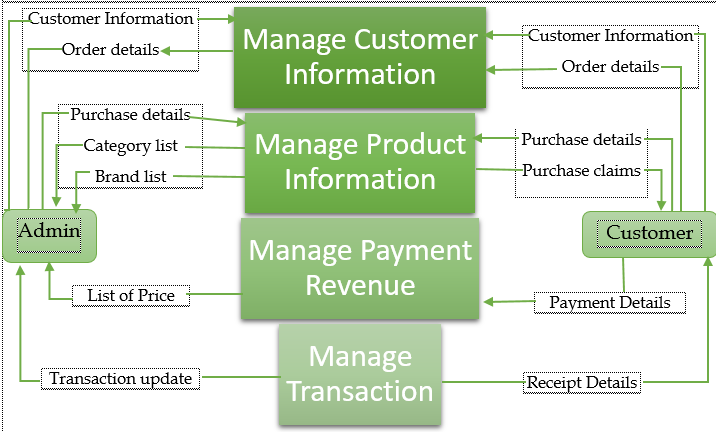 Customer Information
Order details
Manage Customer
Information
Customer Information
Order details
Purchase details
Category list
Brand list
Manage Product
Information
Purchase details
Purchase claims
Admin
Manage Payment
Revenue
Customer
List of Price
Payment Details
Manage
Transaction
Transaction update
Receipt Details